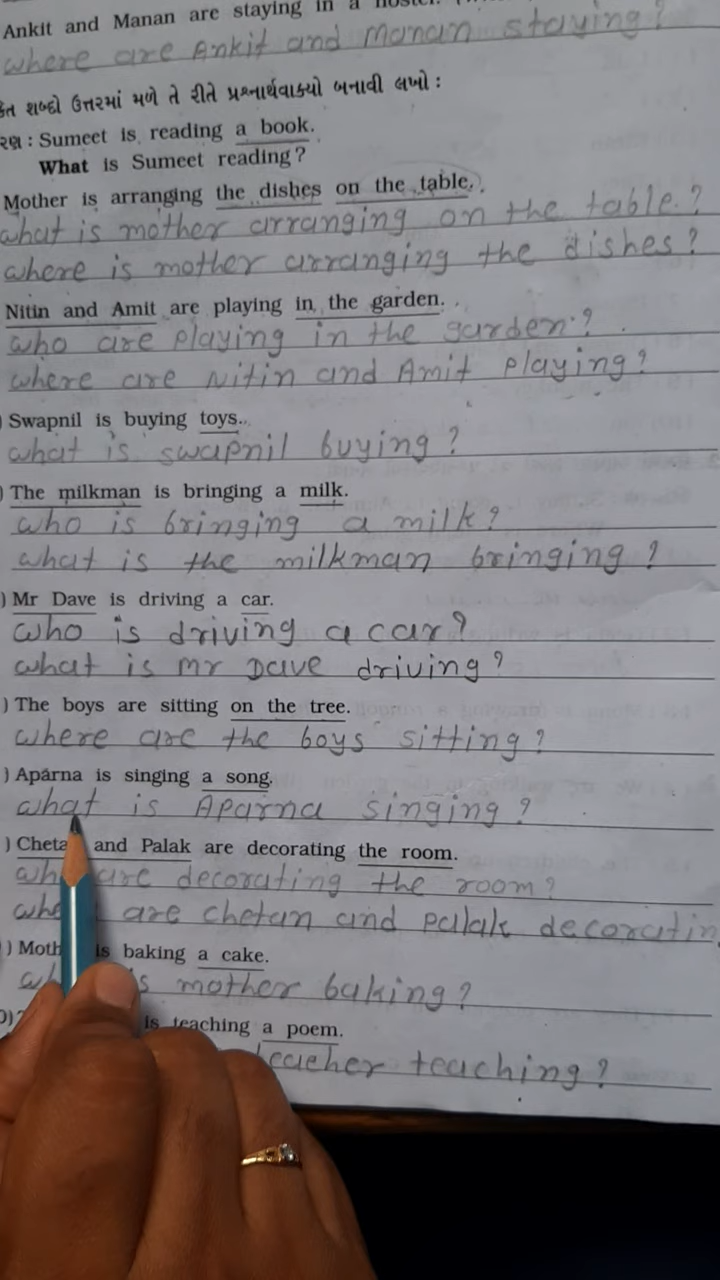 Ankit and Manan are staying in a
where are Ankit and Manan staying?
શબ્દો ઉત્તરમાં મળે તે રીતે પ્રશ્નાર્થવાક્યો બનાવી લખો :
: Sumeet is reading a book.
What is Sumeet reading?
Mother is arranging the dishes on the table.
what is mother arranging on the table?
where is mother arranging the dishes?
Nitin and Amit are playing in the garden.
who are playing in the garden?
where are Nitin and Amit playing?
) Swapnil is buying toys.
what is swapnil buying?
) The milkman is bringing a milk.
who is bringing a milk?
what is the milkman bringing?
) Mr Dave is driving a car.
who is driving a car?
what is mr Dave driving?
) The boys are sitting on the tree.
where are the boys sitting?
) Aparna is singing a song.
what is Aparna singing?
) and Palak are decorating the room.
are decorating the room?
are chetan and palak
) is baking a cake.
is mother baking?
is teaching a poem.
teacher teaching?